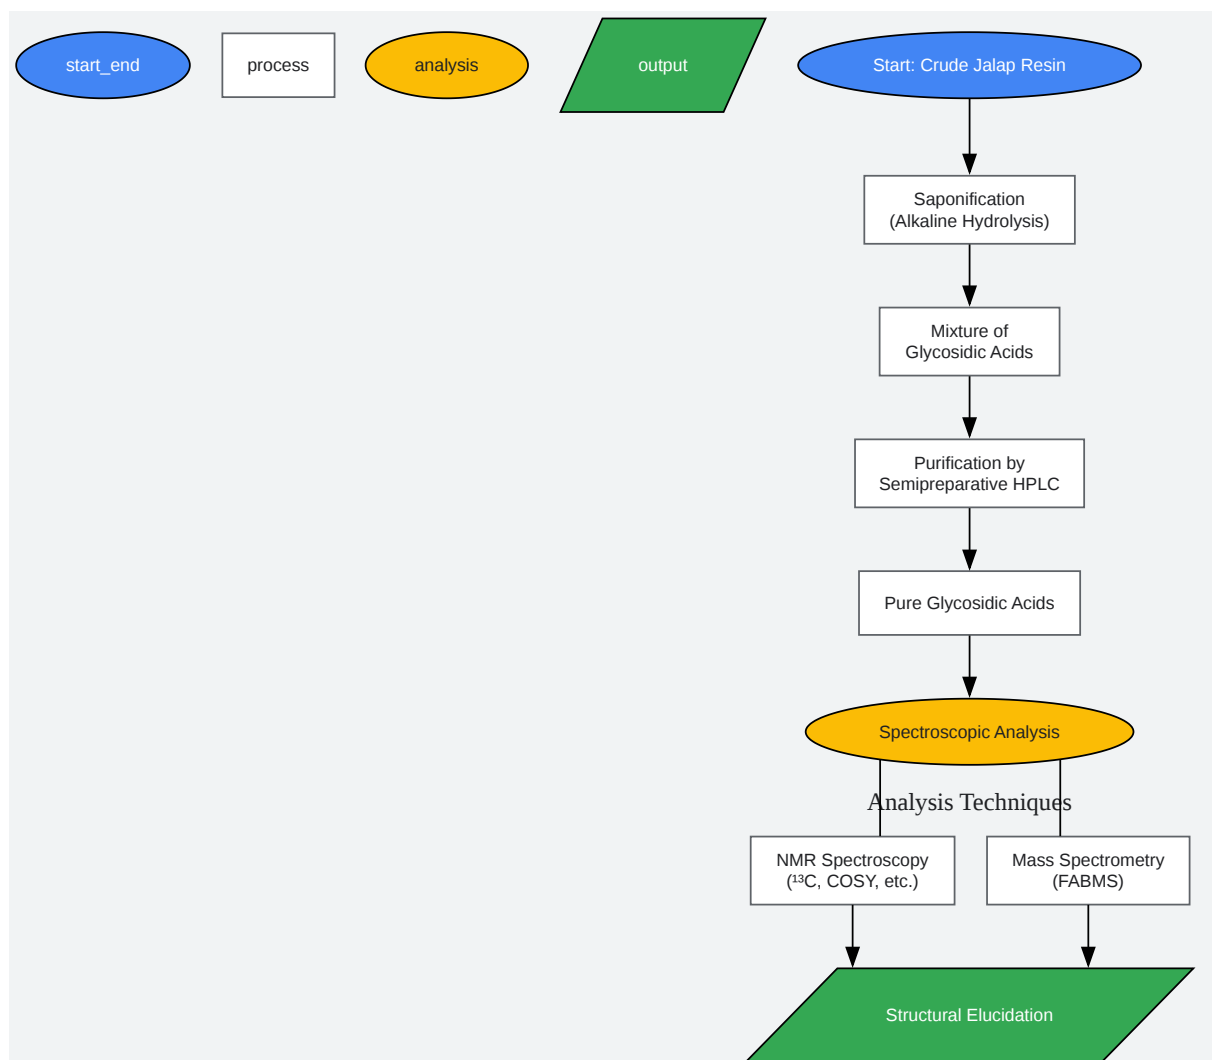 start_end
process
analysis
output
Start: Crude Jalap Resin
Saponification
(Alkaline Hydrolysis)
Mixture of
Glycosidic Acids
Purification by
Semipreparative HPLC
Pure Glycosidic Acids
Spectroscopic Analysis
Analysis Techniques
NMR Spectroscopy
(¹³C, COSY, etc.)
Mass Spectrometry
(FABMS)
Structural Elucidation